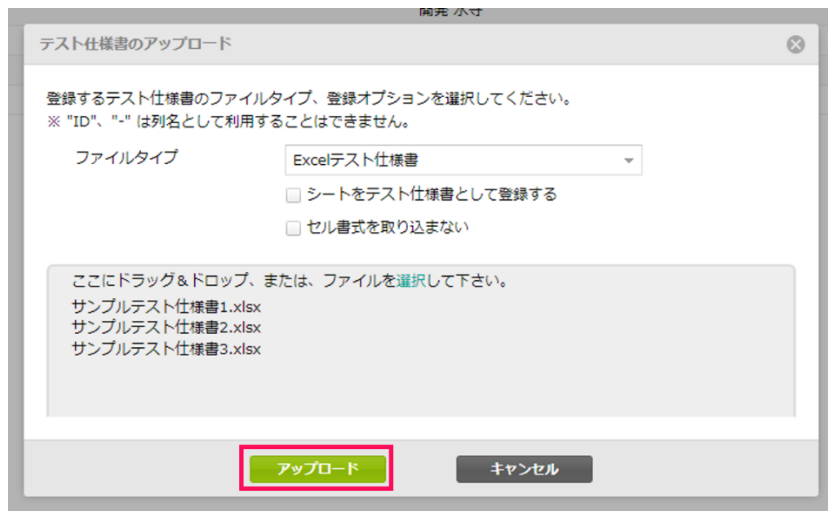 テスト仕様書のアップロード
登録するテスト仕様書のファイルタイプ、登録オプションを選択してください。
※ "ID"、"-" は列名として利用することはできません。
ファイルタイプ
Excelテスト仕様書
シートをテスト仕様書として登録する
セル書式を取り込まない
ここにドラッグ&ドロップ、または、ファイルを選択して下さい。
サンプルテスト仕様書1.xlsx
サンプルテスト仕様書2.xlsx
サンプルテスト仕様書3.xlsx
アップロード
キャンセル